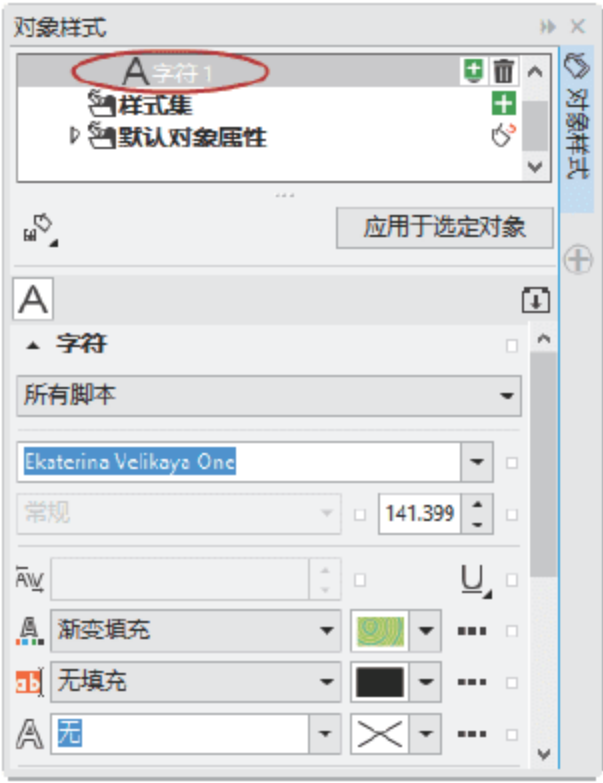 对象样式
字符 1
样式集
默认对象属性
对象样式
应用于选定对象
A
字符
所有脚本
Ekaterina Velikaya One
常规
141.399
AV
U
渐变填充
ab
无填充
无